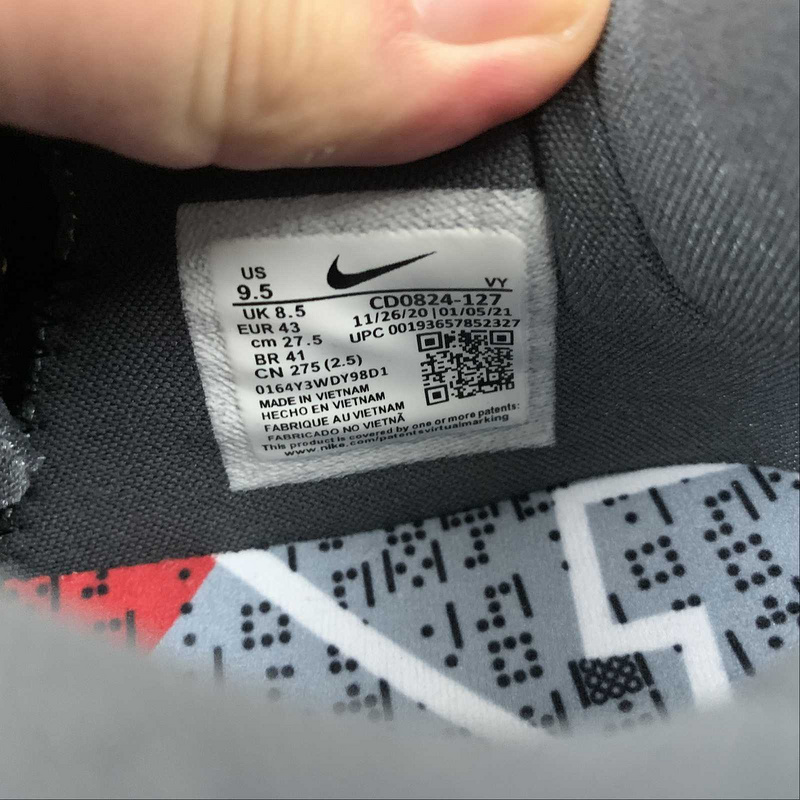 US
9.5
VY
UK 8.5
CD0824-127
EUR 43
11/26/20 | 01/05/21
cm 27.5
UPC 00193657852327
BR 41
CN 275 (2.5)
0164Y3WDY98D1
MADE IN VIETNAM
HECHO EN VIETNAM
FABRIQUE AU VIETNAM
FABRICADO NO VIETNÃ
This product is covered by one or more patents:
www.nike.com/patentsvirtualmarking